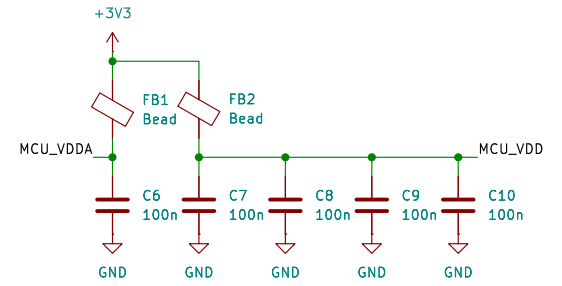 +3V3
FB1
Bead
FB2
Bead
MCU_VDDA
MCU_VDD
C6
100n
C7
100n
C8
100n
C9
100n
C10
100n
GND
GND
GND
GND
GND